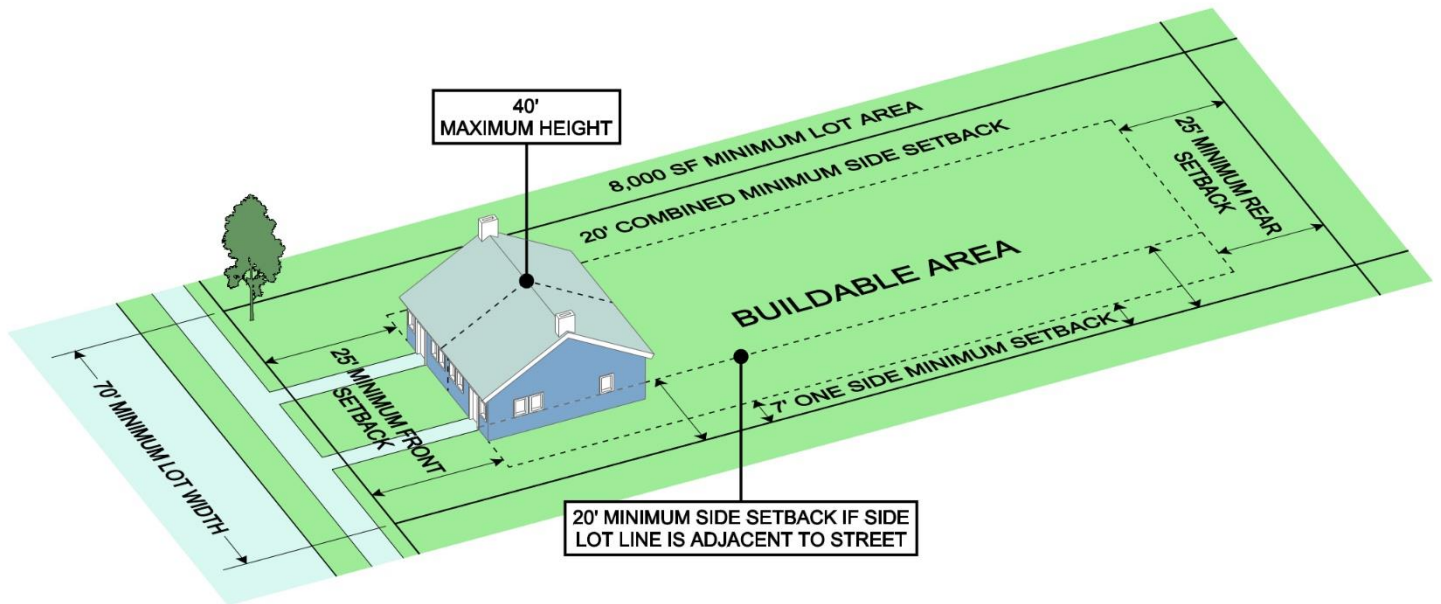 40'
MAXIMUM HEIGHT
8,000 SF MINIMUM LOT AREA
20' COMBINED MINIMUM SIDE SETBACK
25' MINIMUM REAR
SETBACK
BUILDABLE AREA
7' ONE SIDE MINIMUM SETBACK
25' MINIMUM FRONT
SETBACK
70' MINIMUM LOT WIDTH
20' MINIMUM SIDE SETBACK IF SIDE
LOT LINE IS ADJACENT TO STREET